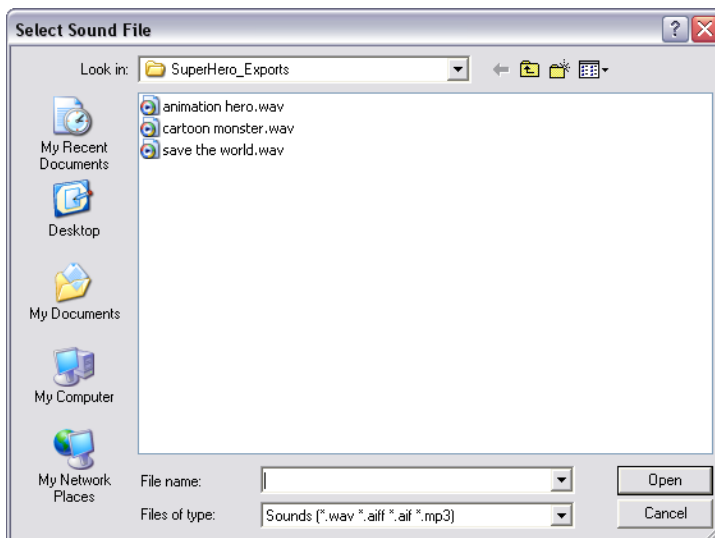 Select Sound File
Look in: SuperHero_Exports
animation hero.wav
cartoon monster.wav
save the world.wav
My Recent
Documents
Desktop
My Documents
My Computer
My Network
Places
File name:
Open
Files of type: Sounds (*.wav *.aiff *.aif *.mp3)
Cancel